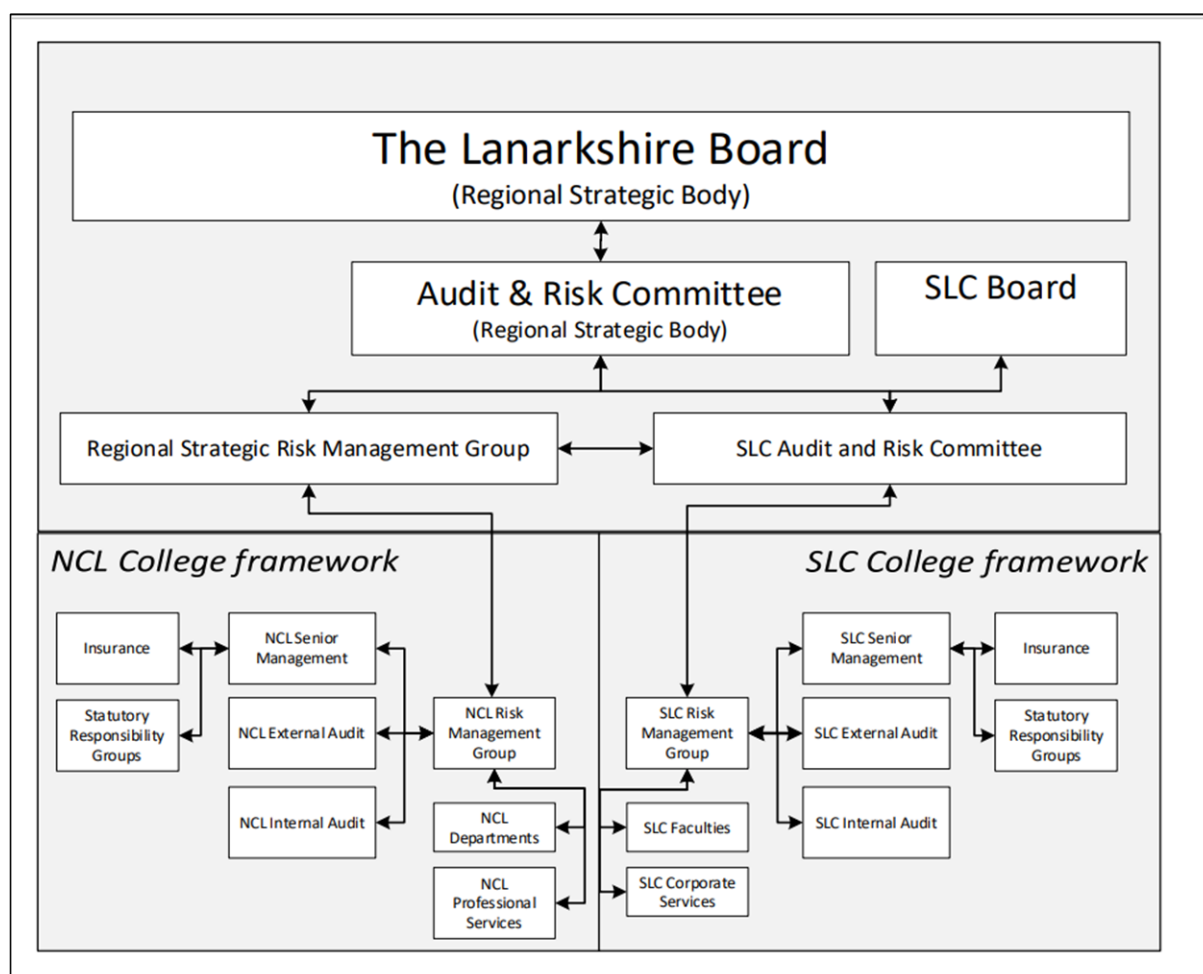 The Lanarkshire Board
(Regional Strategic Body)
Audit & Risk Committee
(Regional Strategic Body)
SLC Board
Regional Strategic Risk Management Group
SLC Audit and Risk Committee
NCL College framework
SLC College framework
Insurance
NCL Senior
Management
Statutory
Responsibility
Groups
NCL External Audit
NCL Internal Audit
NCL Risk
Management
Group
NCL
Departments
NCL
Professional
Services
SLC Risk
Management
Group
SLC Faculties
SLC Corporate
Services
SLC Senior
Management
SLC External Audit
SLC Internal Audit
Insurance
Statutory
Responsibility
Groups